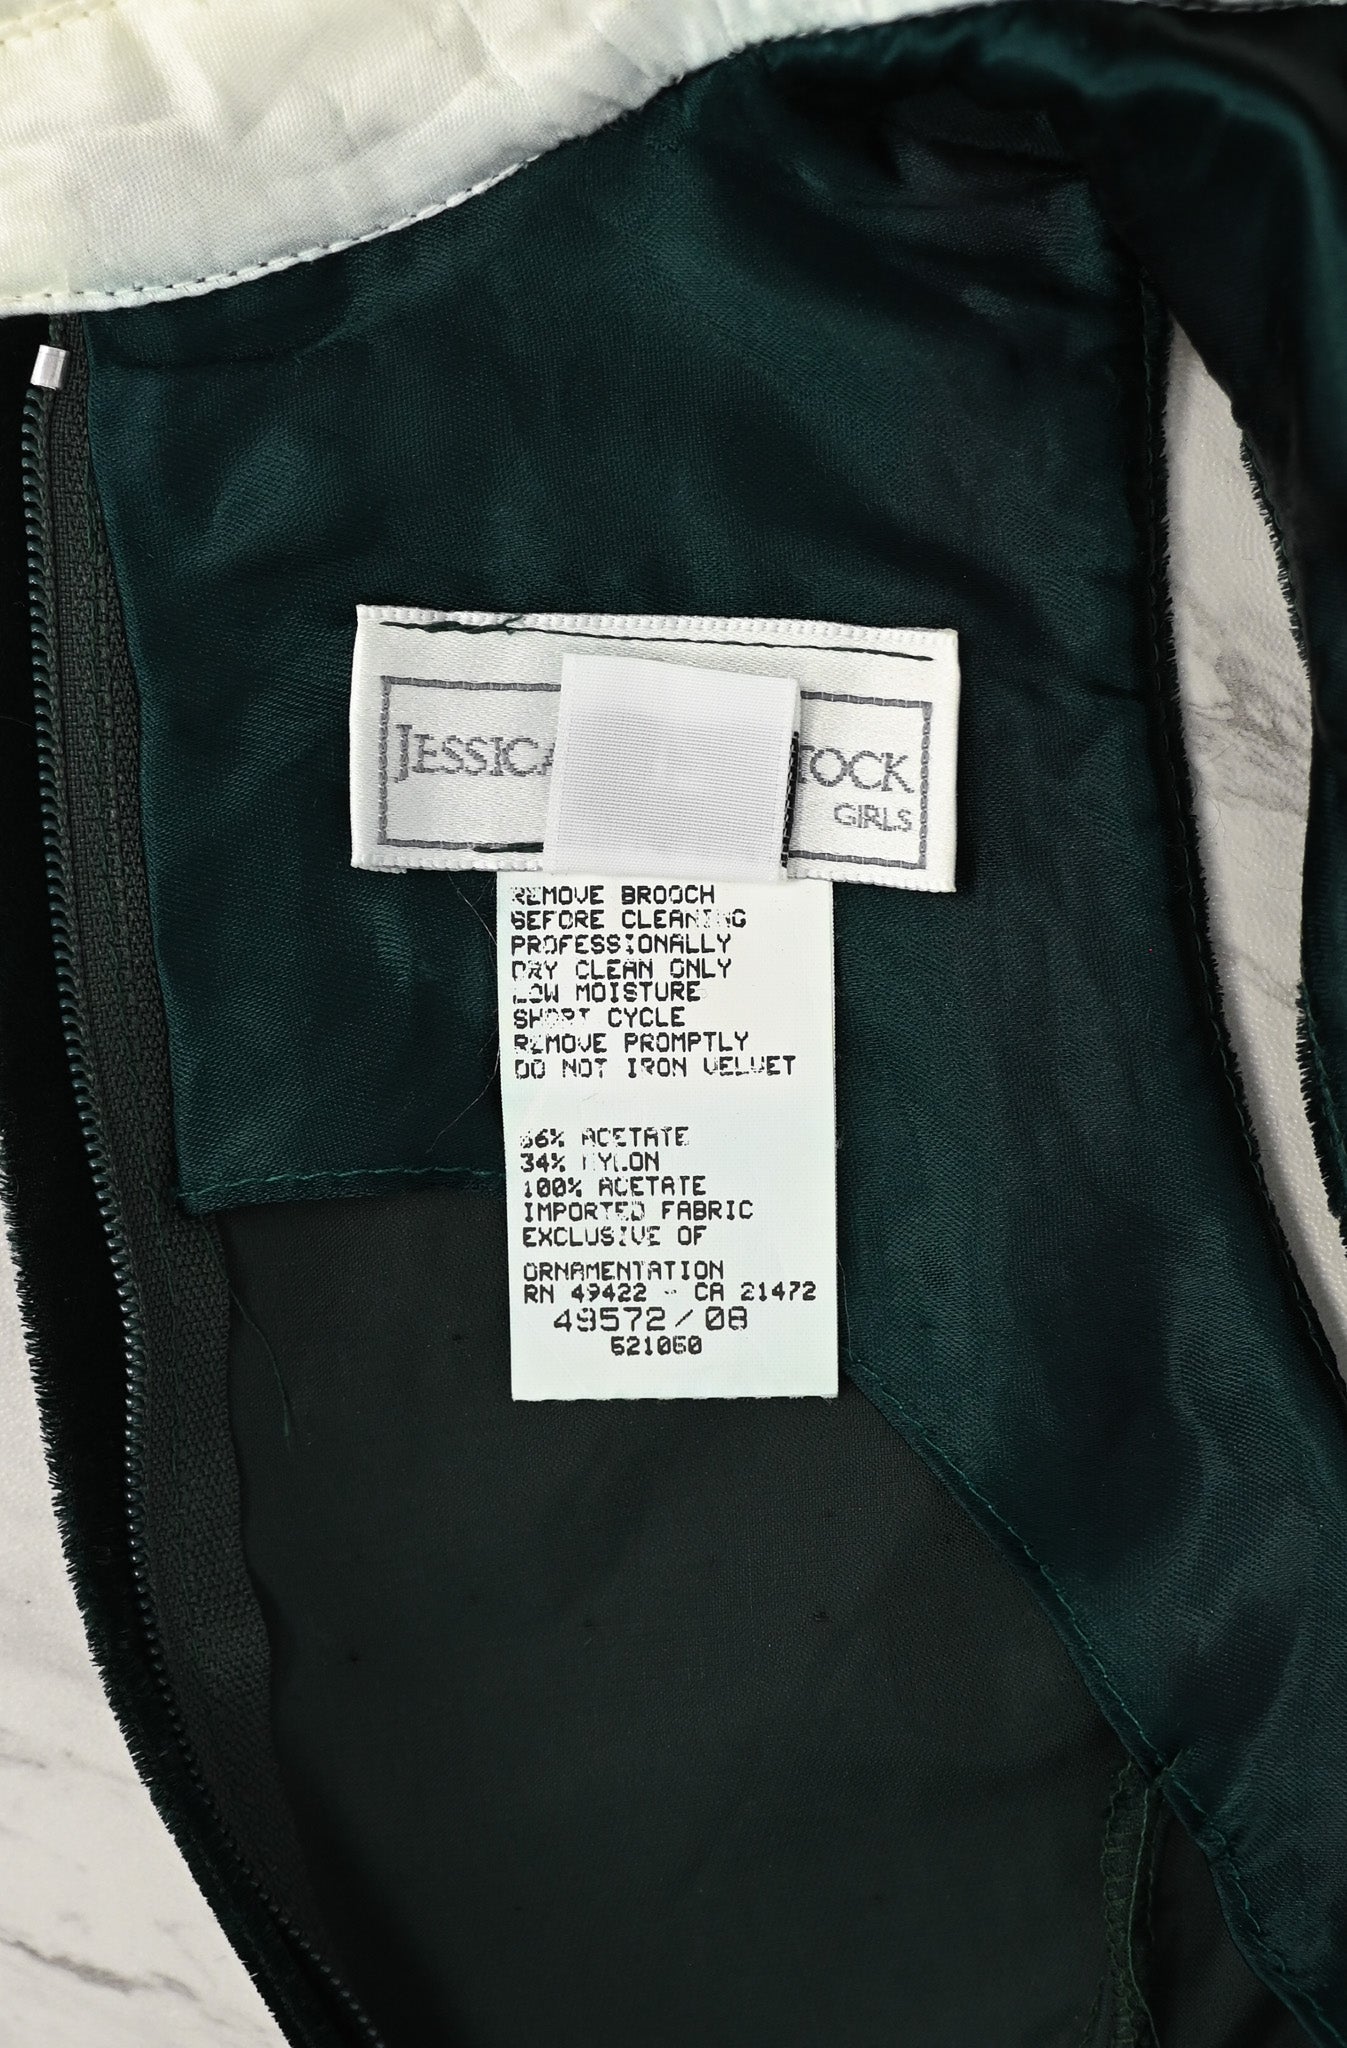 JESSICA
TOCK
GIRLS
REMOVE BROOCH
BEFORE CLEANING
PROFESSIONALLY
DRY CLEAN ONLY
LOW MOISTURE
SHORT CYCLE
REMOVE PROMPTLY
DO NOT IRON VELVET
66% ACETATE
34% NYLON
100% ACETATE
IMPORTED FABRIC
EXCLUSIVE OF
ORNAMENTATION
RN 49422 - CA 21472
49572/08
521060